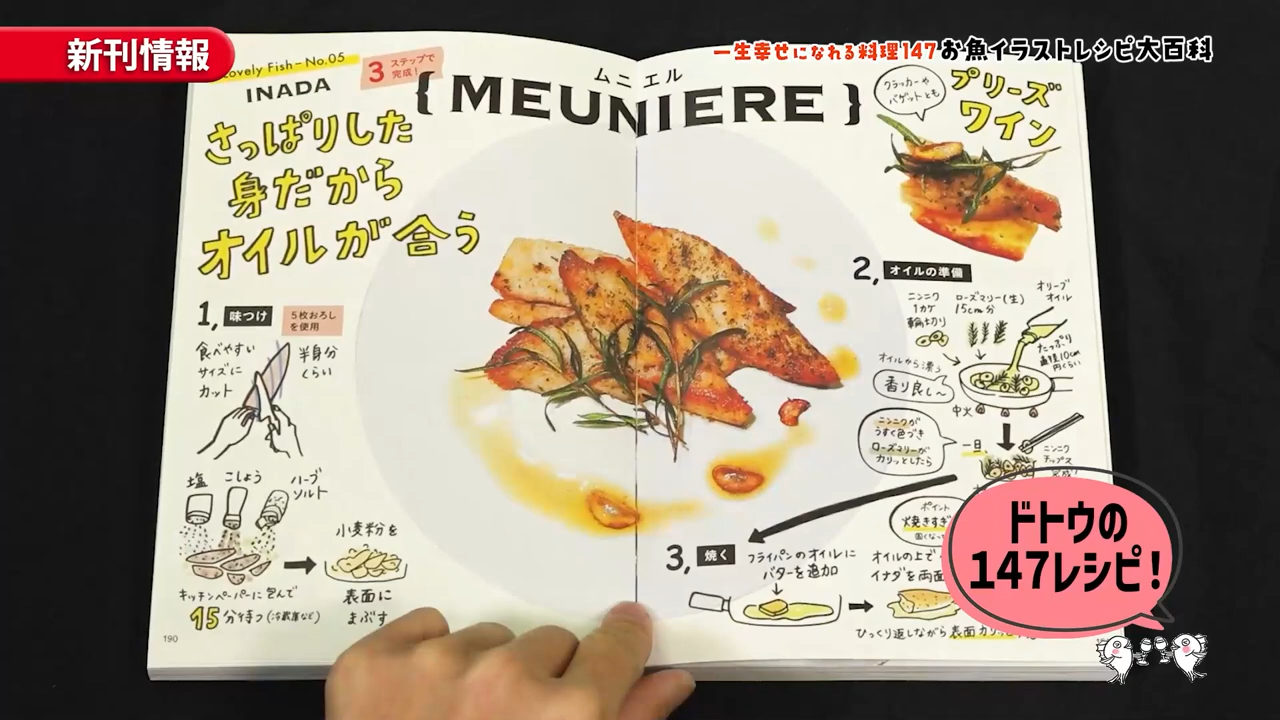 新刊情報
一生幸せになれる料理147お魚イラストレシピ大百科
Lovely Fish-No.05
INADA
3 ステップで
完成！
ムニエル
{ MEUNIERE }
さっぱりした
身だから
オイルが合う
クラッカーや
バゲットとも
プリーズ
ワイン
1, 味つけ
5枚おろし
を使用
食べやすい
サイズに
カット
半身分
くらい
塩
こしょう
ハーブ
ソルト
小麦粉を
表面に
まぶす
キッチンペーパーに包んで
15分待つ(冷蔵庫など)
190
2, オイルの準備
ニンニク
1カケ
輪切り
ローズマリー(生)
15cm分
オリーブ
オイル
たっぷり
直径10cm
円くらい
オイルから漂う
香り良し〜
中火
ニンニクが
うすく色づき
ローズマリーが
カリッとしたら
一旦
ニンニク
チップス
完成！
ポイント
焼きすぎ
3, 焼く
フライパンのオイルに
バターを追加
オイルの上で
イナダを両面
ひっくり返しながら表面カリッ
ドトウの
147レシピ！